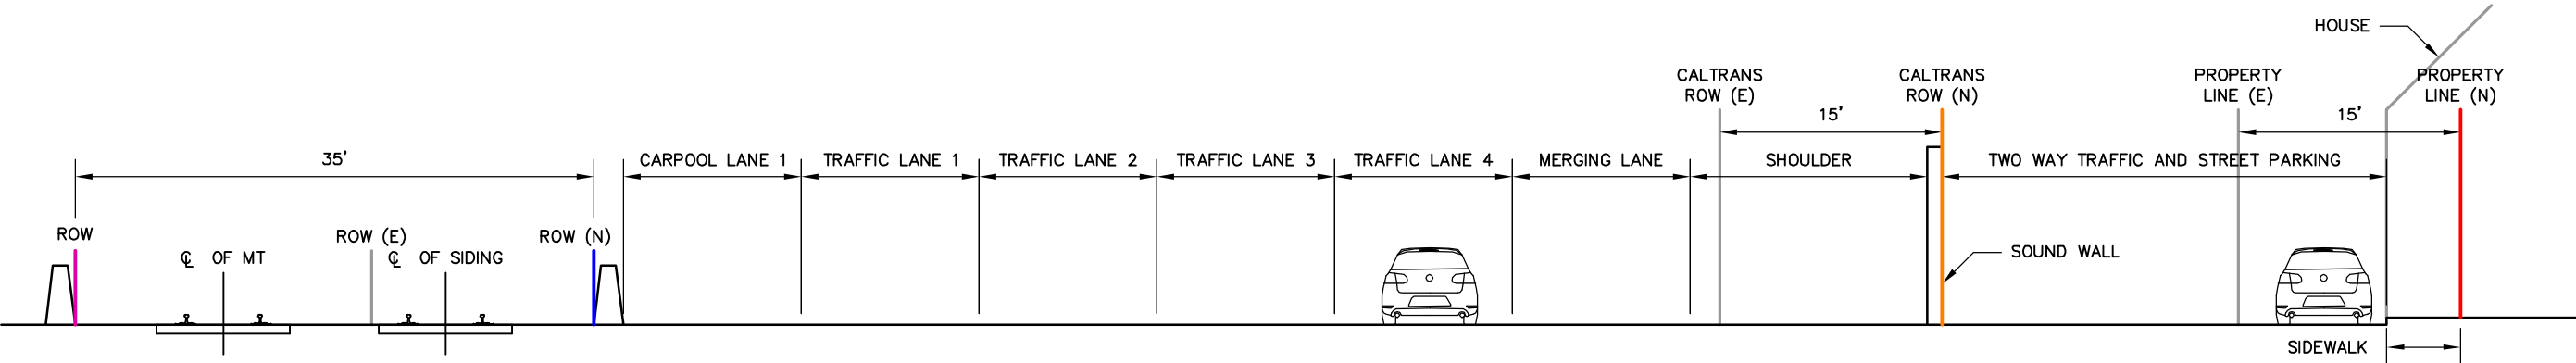 HOUSE
CALTRANS
ROW (E)
CALTRANS
ROW (N)
PROPERTY
LINE (E)
PROPERTY
LINE (N)
15'
15'
35'
CARPOOL LANE 1
TRAFFIC LANE 1
TRAFFIC LANE 2
TRAFFIC LANE 3
TRAFFIC LANE 4
MERGING LANE
SHOULDER
TWO WAY TRAFFIC AND STREET PARKING
ROW
ROW (E)
ROW (N)
℄ OF MT
℄ OF SIDING
SOUND WALL
SIDEWALK